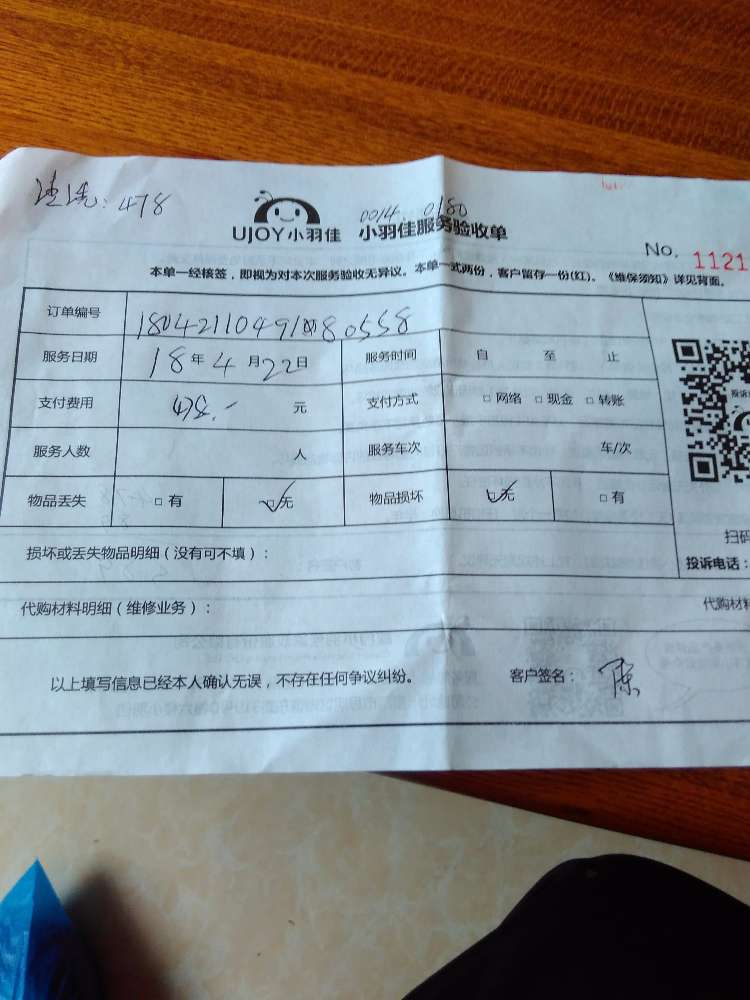 清洗：478
UJOY小羽佳 小羽佳服务验收单
0014 0180
No. 1121
本单一经核签，即视为对本次服务验收无异议。本单一式两份，客户留存一份(红)。《维保须知》详见背面。
订单编号
服务日期 18年4月22日 服务时间 自 至 止
支付费用 478.- 元 支付方式 □网络 □现金 □转账
服务人数 人 服务车次 车/次
物品丢失 □有 ☑无 物品损坏 ☑无 □有
扫码
损坏或丢失物品明细（没有可不填）： 投诉电话：
代购材料明细（维修业务）： 代购材料
以上填写信息已经本人确认无误，不存在任何争议纠纷。 客户签名：陈